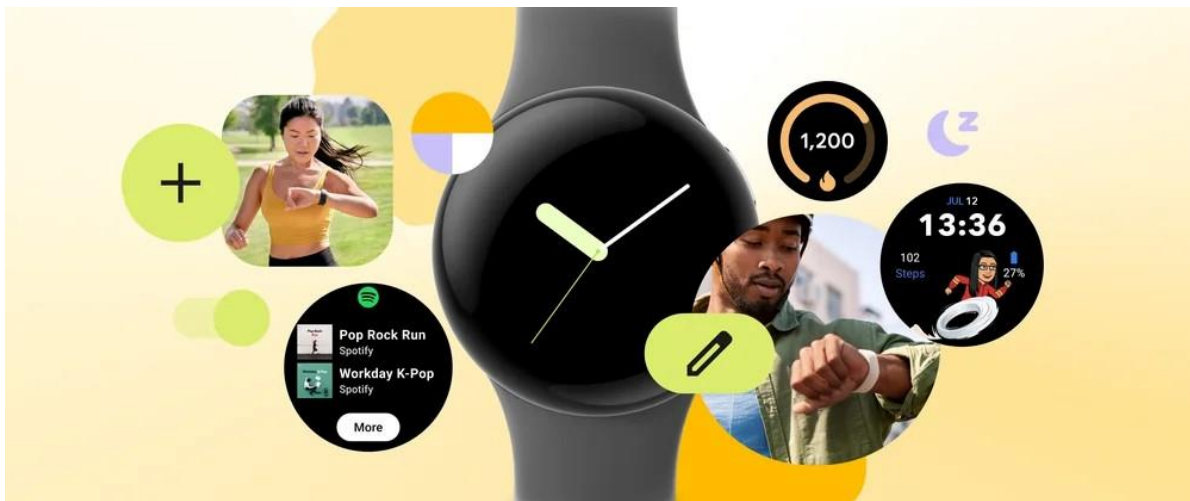 Pop Rock Run
Spotify
Workday K-Pop
Spotify
More
1,200
z
JUL 12
13:36
102
Steps
27%